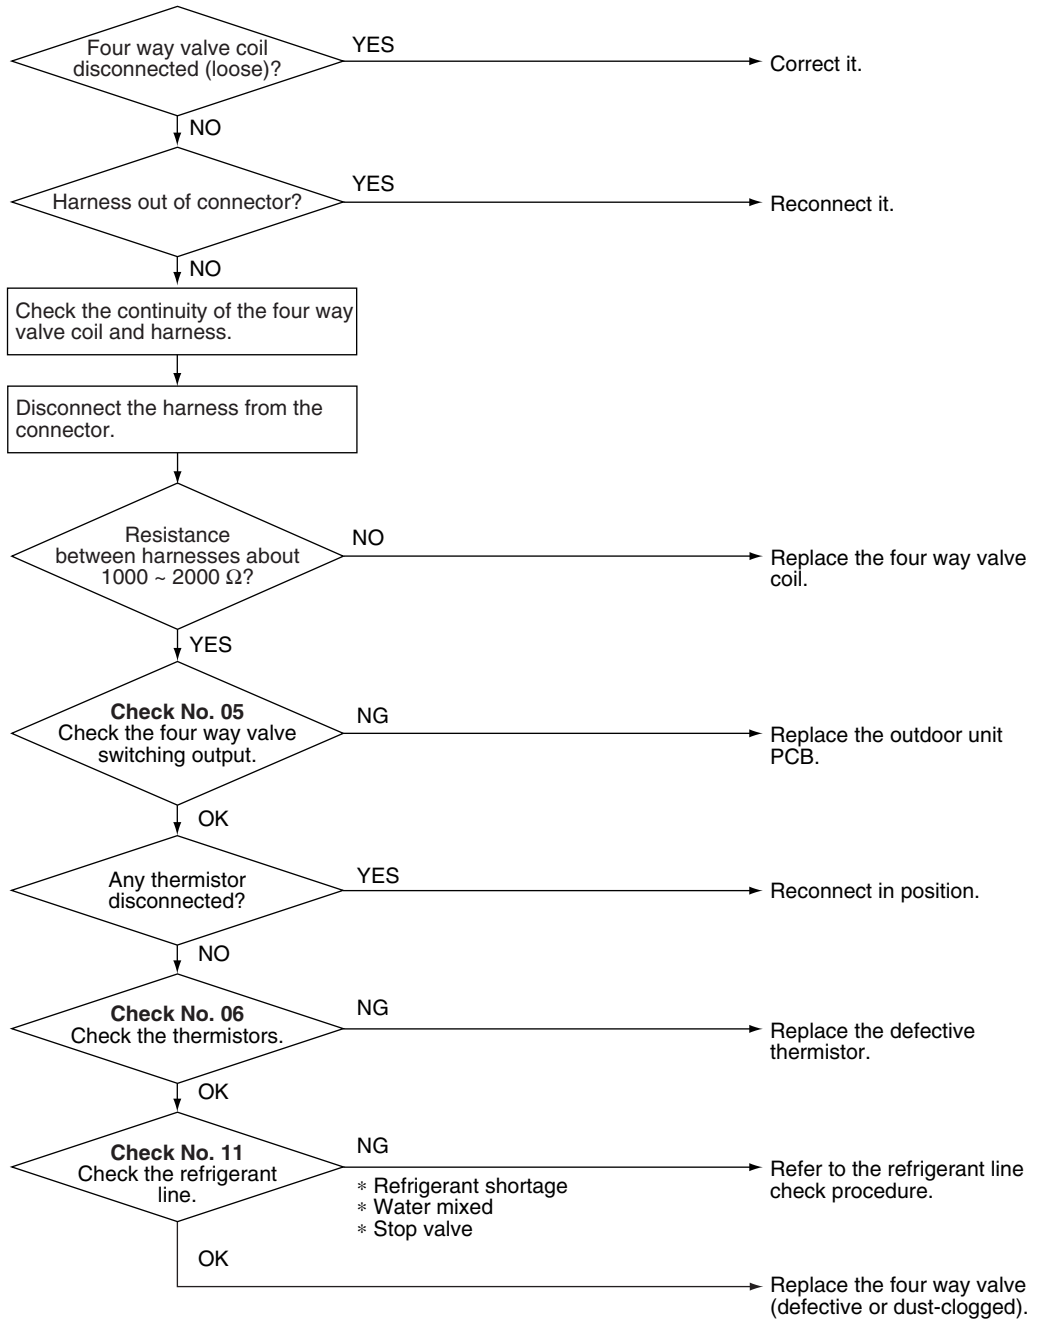 Four way valve coil
disconnected (loose)?
YES
Correct it.
NO
Harness out of connector?
YES
Reconnect it.
NO
Check the continuity of the four way
valve coil and harness.
Disconnect the harness from the
connector.
Resistance
between harnesses about
1000 ~ 2000 Ω?
NO
Replace the four way valve
coil.
YES
Check No. 05
Check the four way valve
switching output.
NG
Replace the outdoor unit
PCB.
OK
Any thermistor
disconnected?
YES
Reconnect in position.
NO
Check No. 06
Check the thermistors.
NG
Replace the defective
thermistor.
OK
Check No. 11
Check the refrigerant
line.
NG
∗ Refrigerant shortage
∗ Water mixed
∗ Stop valve
Refer to the refrigerant line
check procedure.
OK
Replace the four way valve
(defective or dust-clogged).